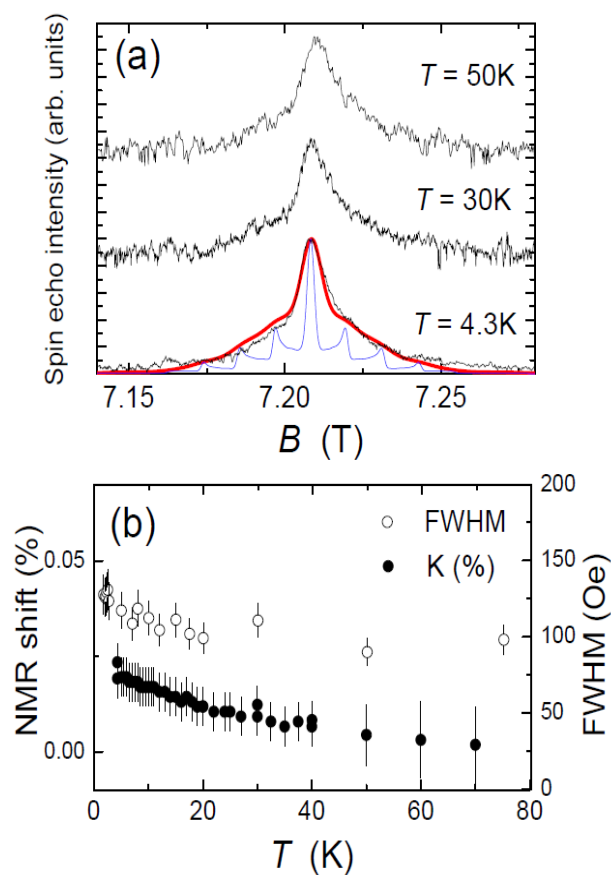 (a)
T = 50K
T = 30K
T = 4.3K
Spin echo intensity (arb. units)
7.15 7.20 7.25
B (T)
(b)
FWHM
K (%)
NMR shift (%)
0.05
0.00
FWHM (Oe)
200
150
100
50
0
0 20 40 60 80
T (K)